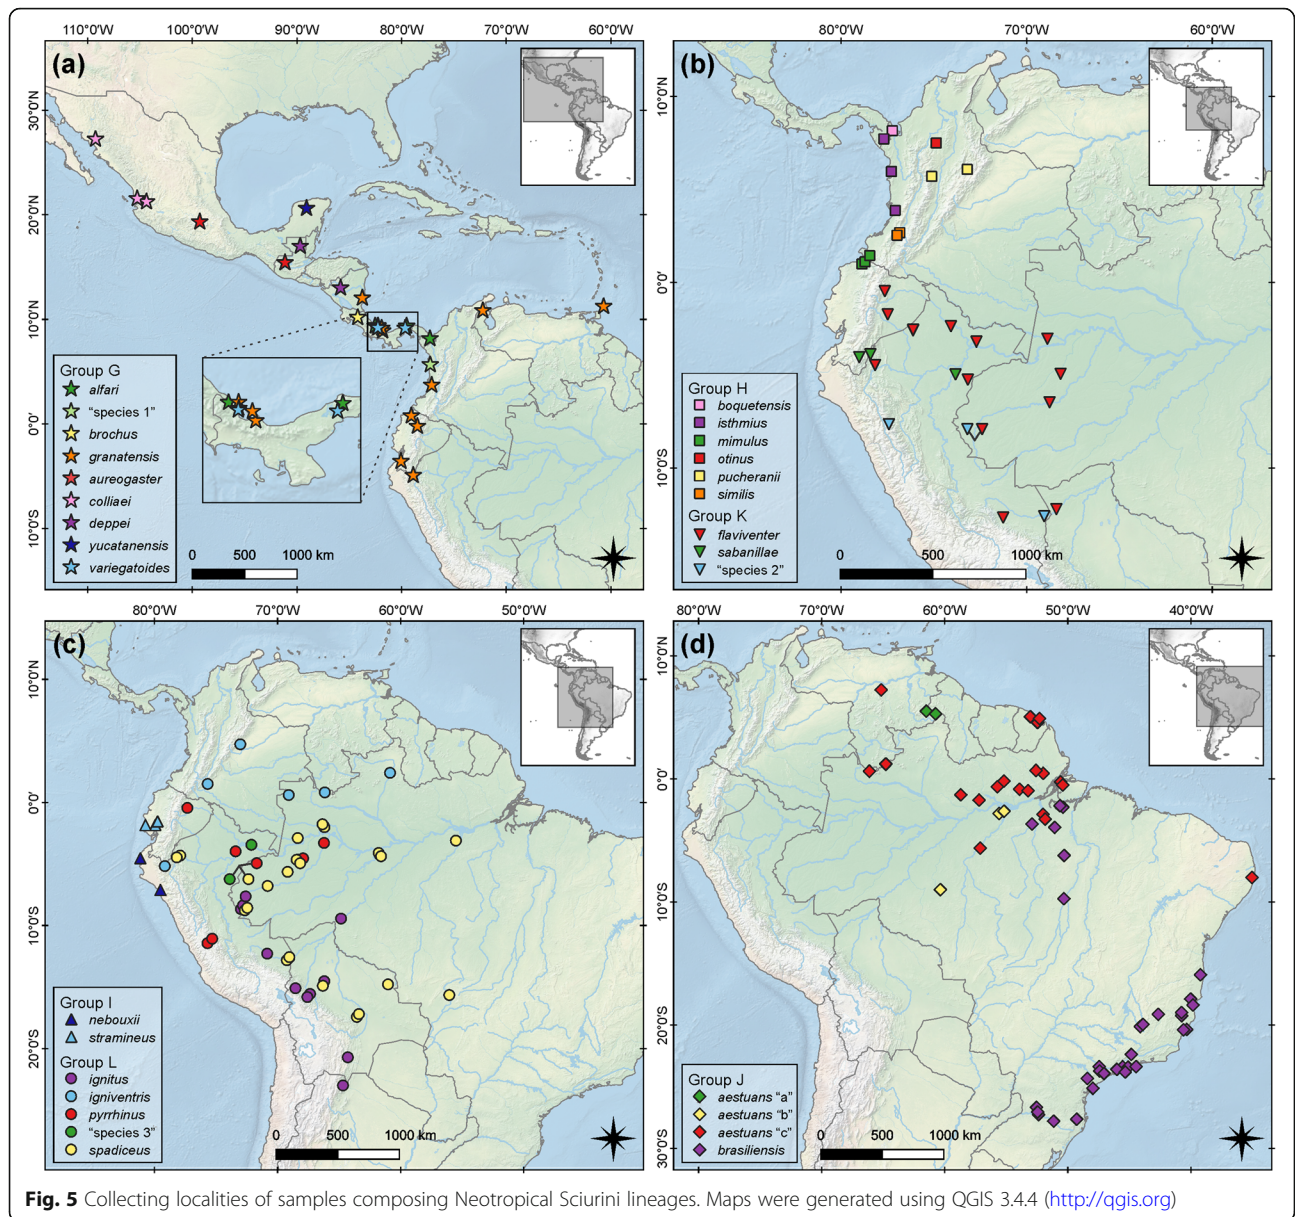 110°0'W 100°0'W 90°0'W 80°0'W 70°0'W 60°0'W
(a)
30°0'N
20°0'N
10°0'N
0°0'
10°0'S
Group G
alfari
“species 1”
brochus
granatensis
aureogaster
colliaei
deppei
yucatanensis
variegatoides
0 500 1000 km
80°0'W 70°0'W 60°0'W
(b)
10°0'N
0°0'
10°0'S
Group H
boquetensis
isthmius
mimulus
otinus
pucheranii
similis
Group K
flaviventer
sabanillae
“species 2”
0 500 1000 km
80°0'W 70°0'W 60°0'W 50°0'W
(c)
10°0'N
0°0'
10°0'S
20°0'S
Group I
nebouxii
stramineus
Group L
ignitus
igniventris
pyrrhinus
“species 3”
spadiceus
0 500 1000 km
80°0'W 70°0'W 60°0'W 50°0'W 40°0'W
(d)
10°0'N
0°0'
10°0'S
20°0'S
30°0'S
Group J
aestuans “a”
aestuans “b”
aestuans “c”
brasiliensis
0 500 1000 km
Fig. 5 Collecting localities of samples composing Neotropical Sciurini lineages. Maps were generated using QGIS 3.4.4 (http://qgis.org)